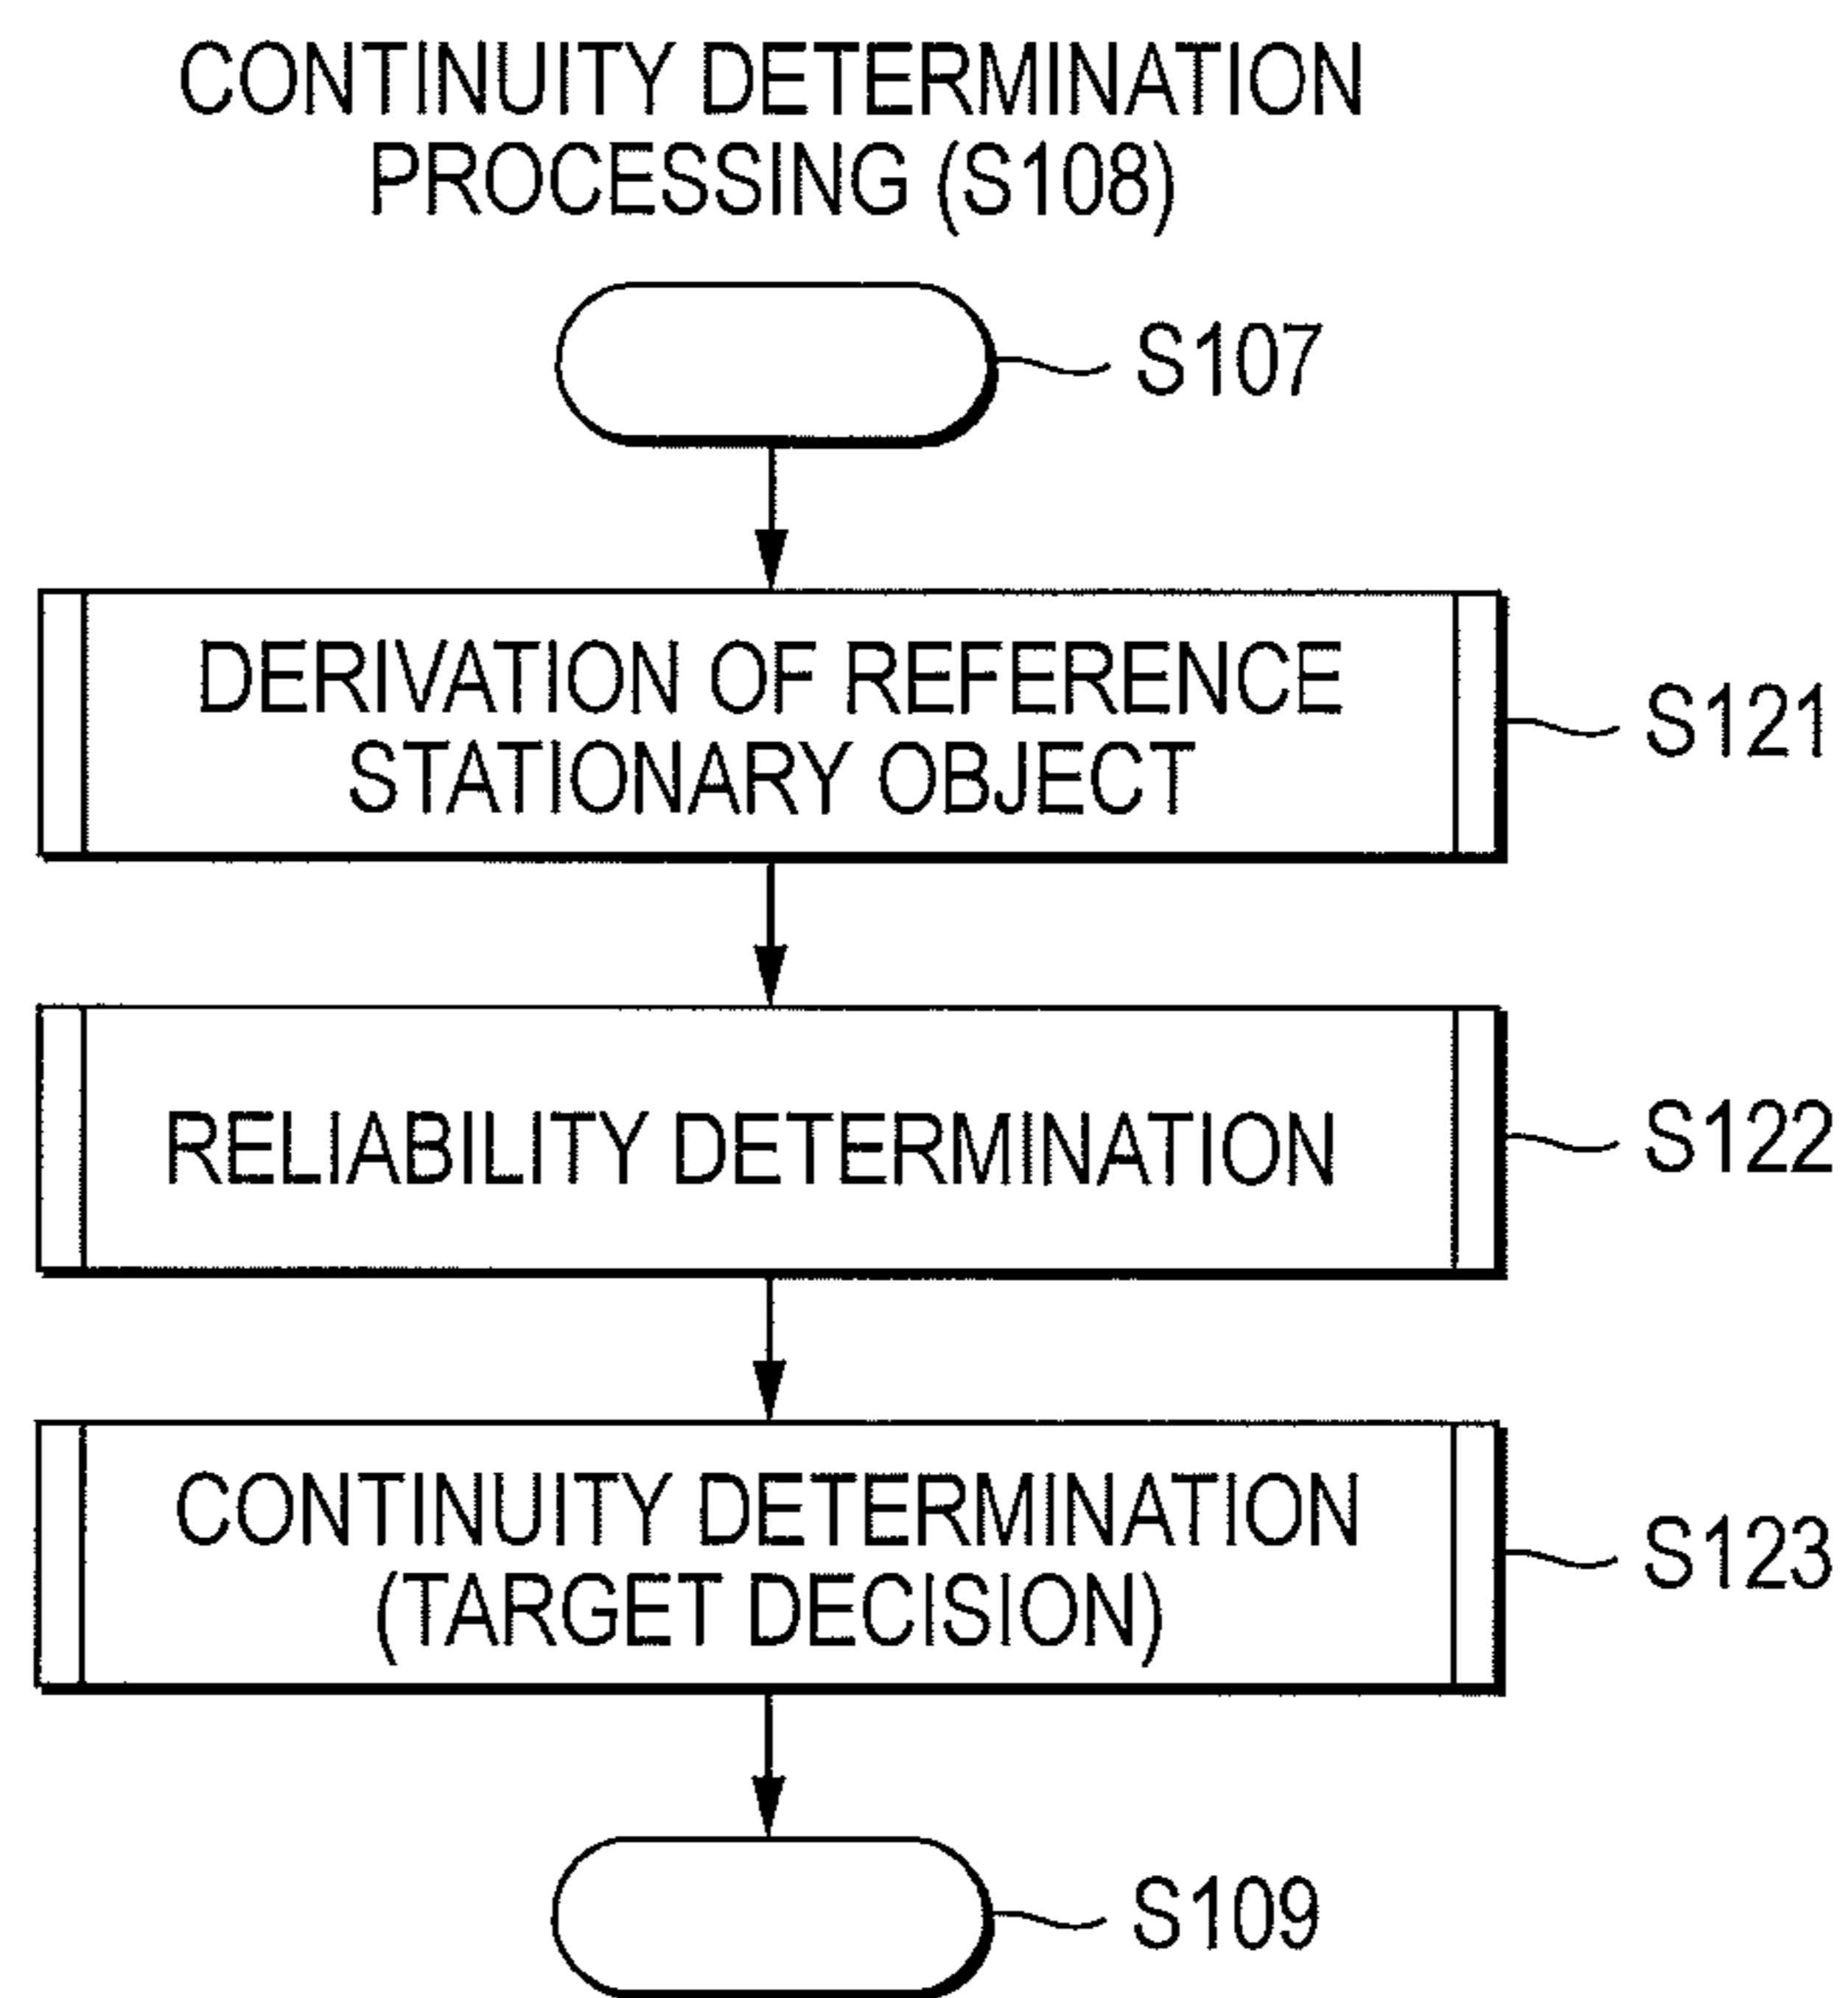 CONTINUITY DETERMINATION
PROCESSING (S108)
S107
DERIVATION OF REFERENCE
STATIONARY OBJECT
S121
RELIABILITY DETERMINATION
S122
CONTINUITY DETERMINATION
(TARGET DECISION)
S123
S109